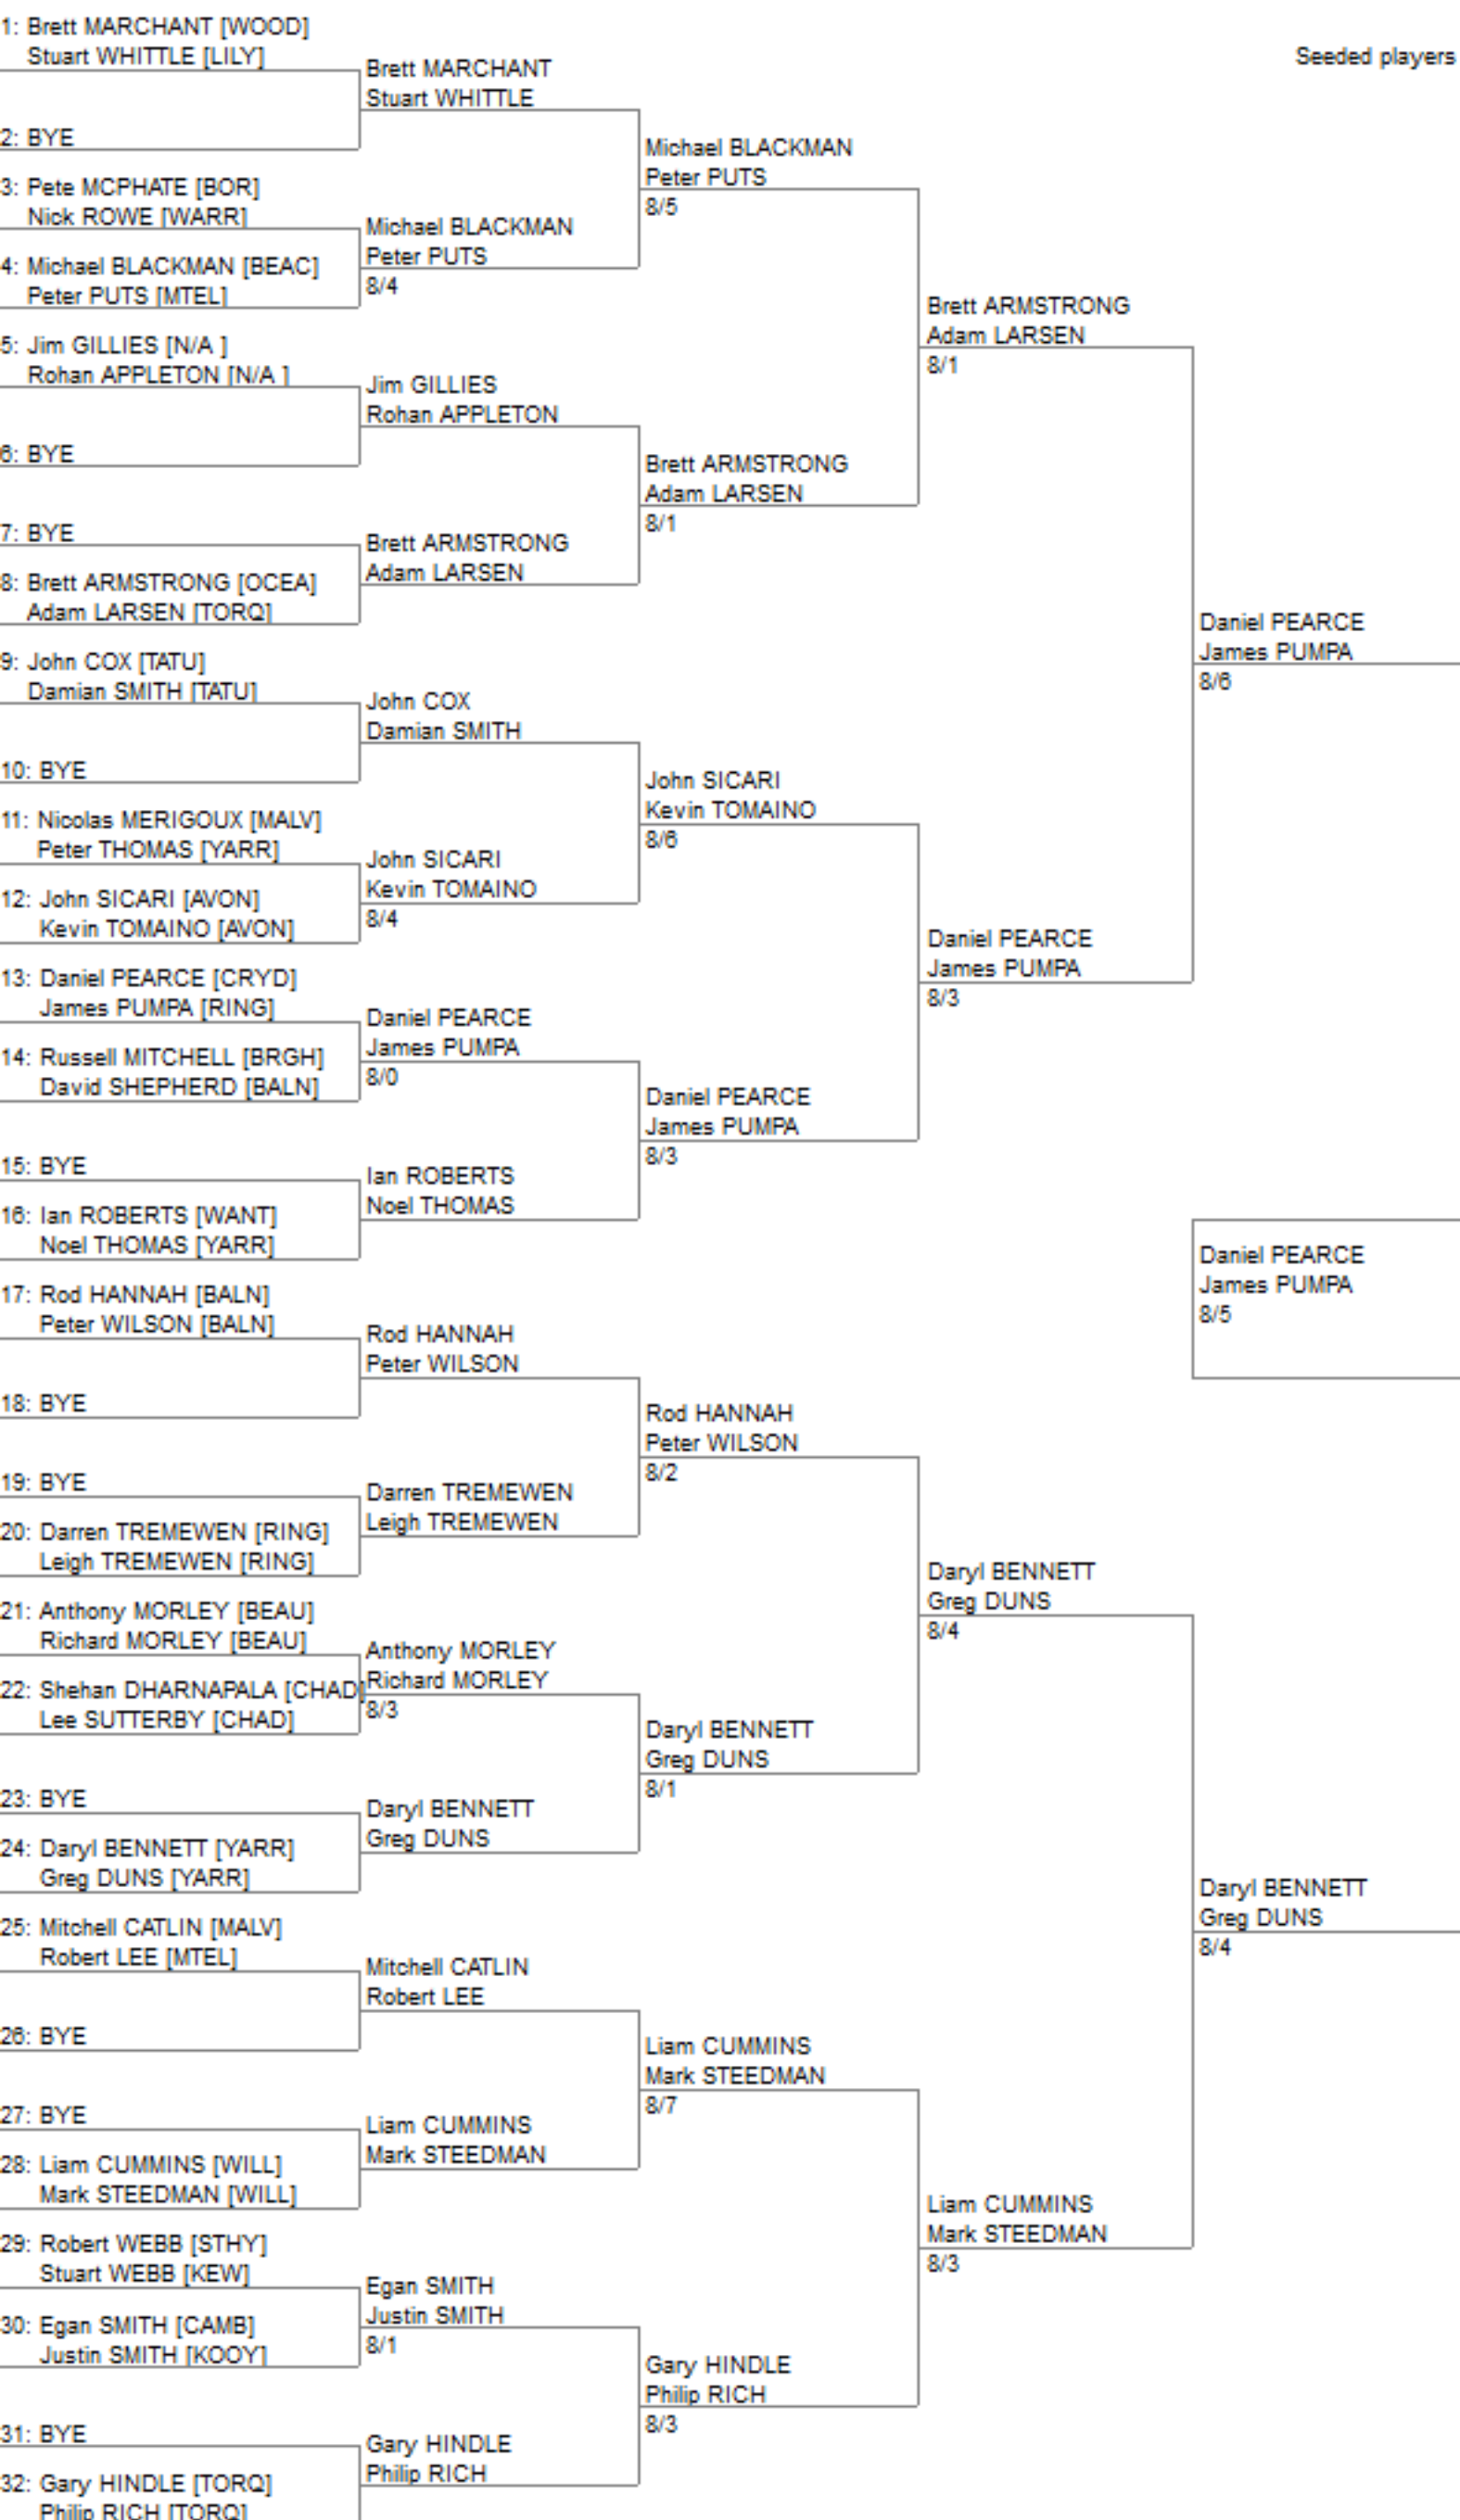 1: Brett MARCHANT [WOOD]
Stuart WHITTLE [LILY]
2: BYE
3: Pete MCPHATE [BOR]
Nick ROWE [WARR]
4: Michael BLACKMAN [BEAC]
Peter PUTS [MTEL]
5: Jim GILLIES [N/A ]
Rohan APPLETON [N/A ]
6: BYE
7: BYE
8: Brett ARMSTRONG [OCEA]
Adam LARSEN [TORQ]
9: John COX [TATU]
Damian SMITH [TATU]
10: BYE
11: Nicolas MERIGOUX [MALV]
Peter THOMAS [YARR]
12: John SICARI [AVON]
Kevin TOMAINO [AVON]
13: Daniel PEARCE [CRYD]
James PUMPA [RING]
14: Russell MITCHELL [BRGH]
David SHEPHERD [BALN]
15: BYE
16: Ian ROBERTS [WANT]
Noel THOMAS [YARR]
17: Rod HANNAH [BALN]
Peter WILSON [BALN]
18: BYE
19: BYE
20: Darren TREMEWEN [RING]
Leigh TREMEWEN [RING]
21: Anthony MORLEY [BEAU]
Richard MORLEY [BEAU]
22: Shehan DHARNAPALA [CHAD]
Lee SUTTERBY [CHAD]
23: BYE
24: Daryl BENNETT [YARR]
Greg DUNS [YARR]
25: Mitchell CATLIN [MALV]
Robert LEE [MTEL]
26: BYE
27: BYE
28: Liam CUMMINS [WILL]
Mark STEEDMAN [WILL]
29: Robert WEBB [STHY]
Stuart WEBB [KEW]
30: Egan SMITH [CAMB]
Justin SMITH [KOOY]
31: BYE
32: Gary HINDLE [TORQ]
Philip RICH [TORQ]
Brett MARCHANT
Stuart WHITTLE
Michael BLACKMAN
Peter PUTS
8/4
Jim GILLIES
Rohan APPLETON
Brett ARMSTRONG
Adam LARSEN
John COX
Damian SMITH
John SICARI
Kevin TOMAINO
8/4
Daniel PEARCE
James PUMPA
8/0
Ian ROBERTS
Noel THOMAS
Rod HANNAH
Peter WILSON
Darren TREMEWEN
Leigh TREMEWEN
Anthony MORLEY
Richard MORLEY
8/3
Daryl BENNETT
Greg DUNS
Mitchell CATLIN
Robert LEE
Liam CUMMINS
Mark STEEDMAN
Egan SMITH
Justin SMITH
8/1
Gary HINDLE
Philip RICH
Michael BLACKMAN
Peter PUTS
8/5
Brett ARMSTRONG
Adam LARSEN
8/1
John SICARI
Kevin TOMAINO
8/6
Daniel PEARCE
James PUMPA
8/3
Rod HANNAH
Peter WILSON
8/2
Daryl BENNETT
Greg DUNS
8/1
Liam CUMMINS
Mark STEEDMAN
8/7
Gary HINDLE
Philip RICH
8/3
Brett ARMSTRONG
Adam LARSEN
8/1
Daniel PEARCE
James PUMPA
8/3
Daryl BENNETT
Greg DUNS
8/4
Liam CUMMINS
Mark STEEDMAN
8/3
Seeded players
Daniel PEARCE
James PUMPA
8/6
Daniel PEARCE
James PUMPA
8/5
Daryl BENNETT
Greg DUNS
8/4